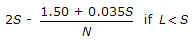 2S - (1.50 + 0.035S)/N if L < S